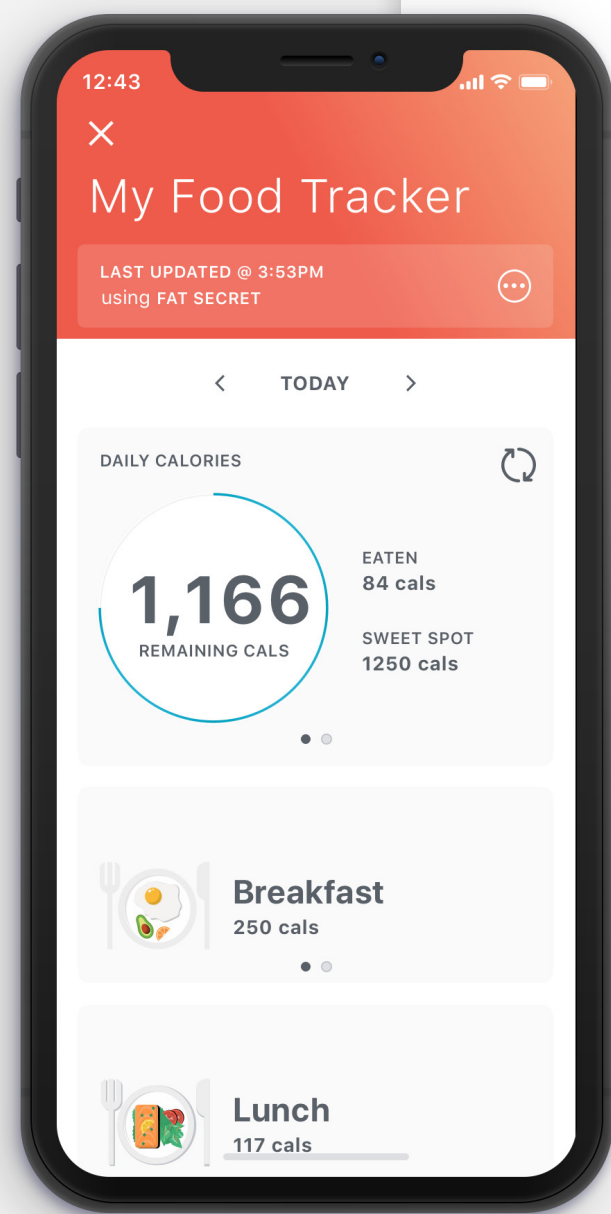 12:43
My Food Tracker
LAST UPDATED @ 3:53PM
using FAT SECRET
TODAY
DAILY CALORIES
1,166
REMAINING CALS
EATEN
84 cals
SWEET SPOT
1250 cals
Breakfast
250 cals
Lunch
117 cals